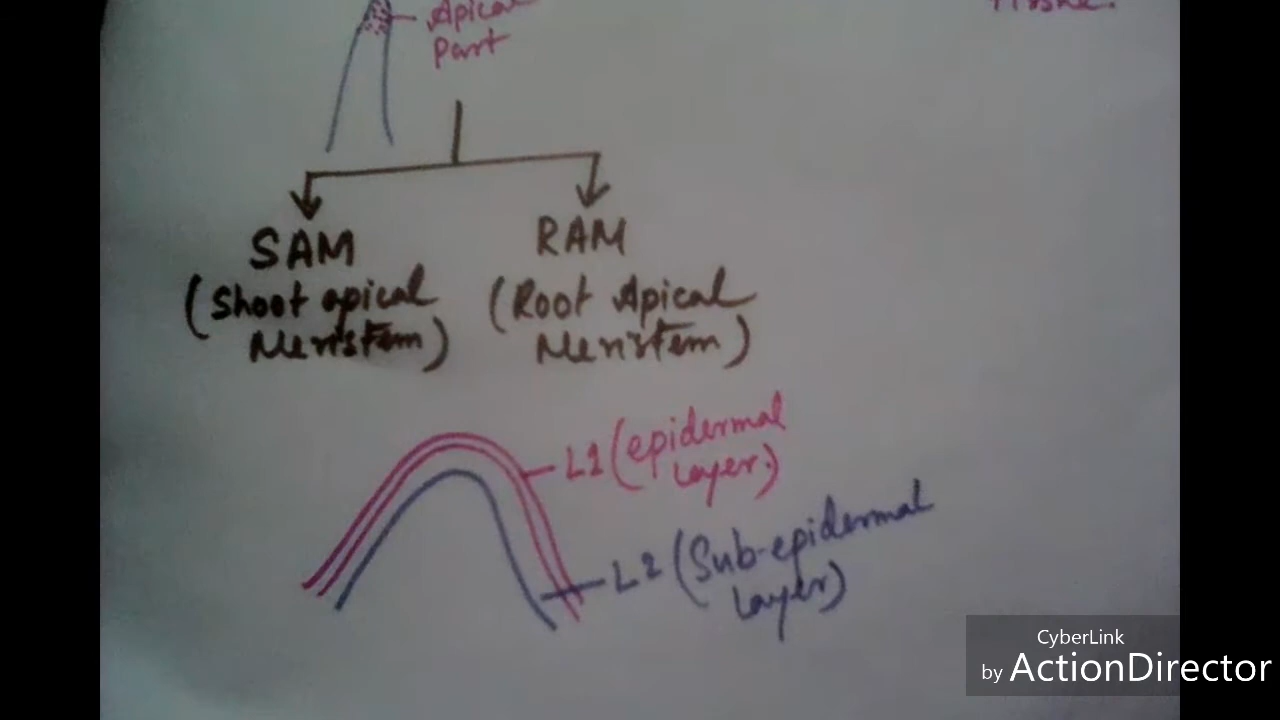 Apical
Part
Tissue.
SAM
(Shoot apical
Meristem)
RAM
(Root Apical
Meristem)
L1 (epidermal
Layer.)
L2 (Sub-epidermal
Layer)
CyberLink
by ActionDirector